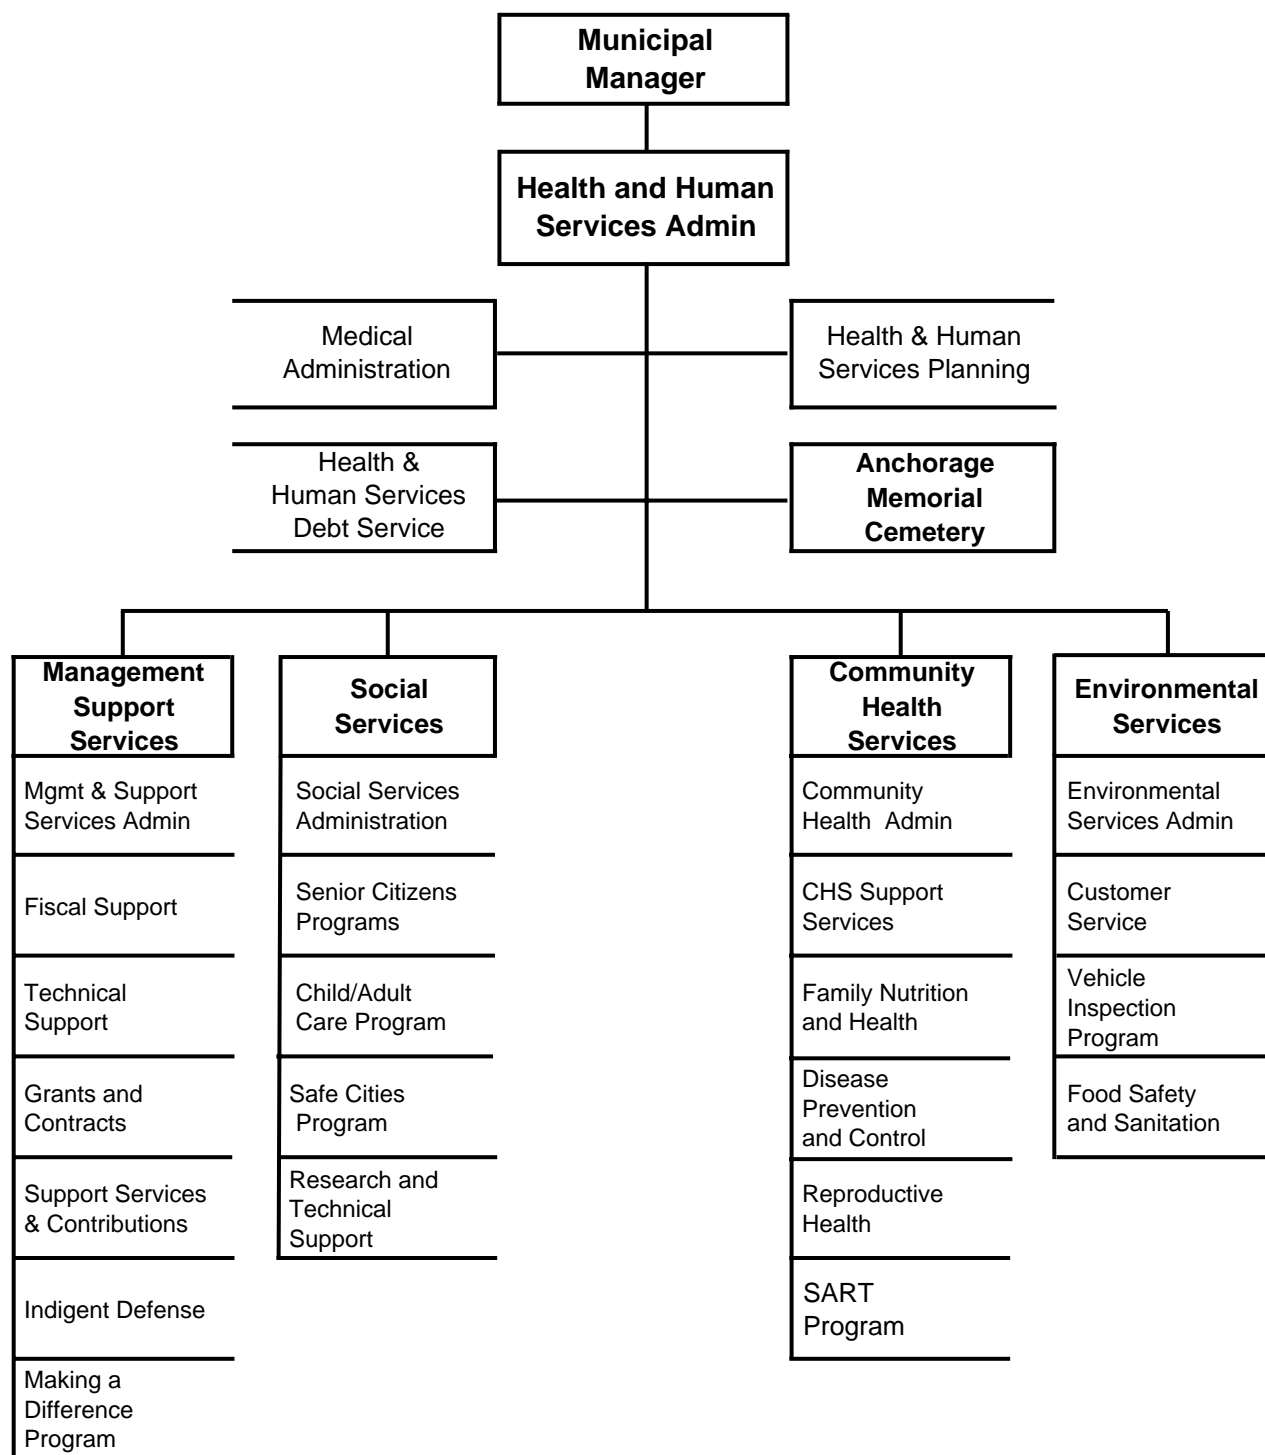 Municipal
Manager
Health and Human
Services Admin
Medical
Administration
Health & Human
Services Planning
Health &
Human Services
Debt Service
Anchorage
Memorial
Cemetery
Management
Support
Services
Mgmt & Support
Services Admin
Fiscal Support
Technical
Support
Grants and
Contracts
Support Services
& Contributions
Indigent Defense
Making a
Difference
Program
Social
Services
Social Services
Administration
Senior Citizens
Programs
Child/Adult
Care Program
Safe Cities
Program
Research and
Technical
Support
Community
Health
Services
Community
Health Admin
CHS Support
Services
Family Nutrition
and Health
Disease
Prevention
and Control
Reproductive
Health
SART
Program
Environmental
Services
Environmental
Services Admin
Customer
Service
Vehicle
Inspection
Program
Food Safety
and Sanitation